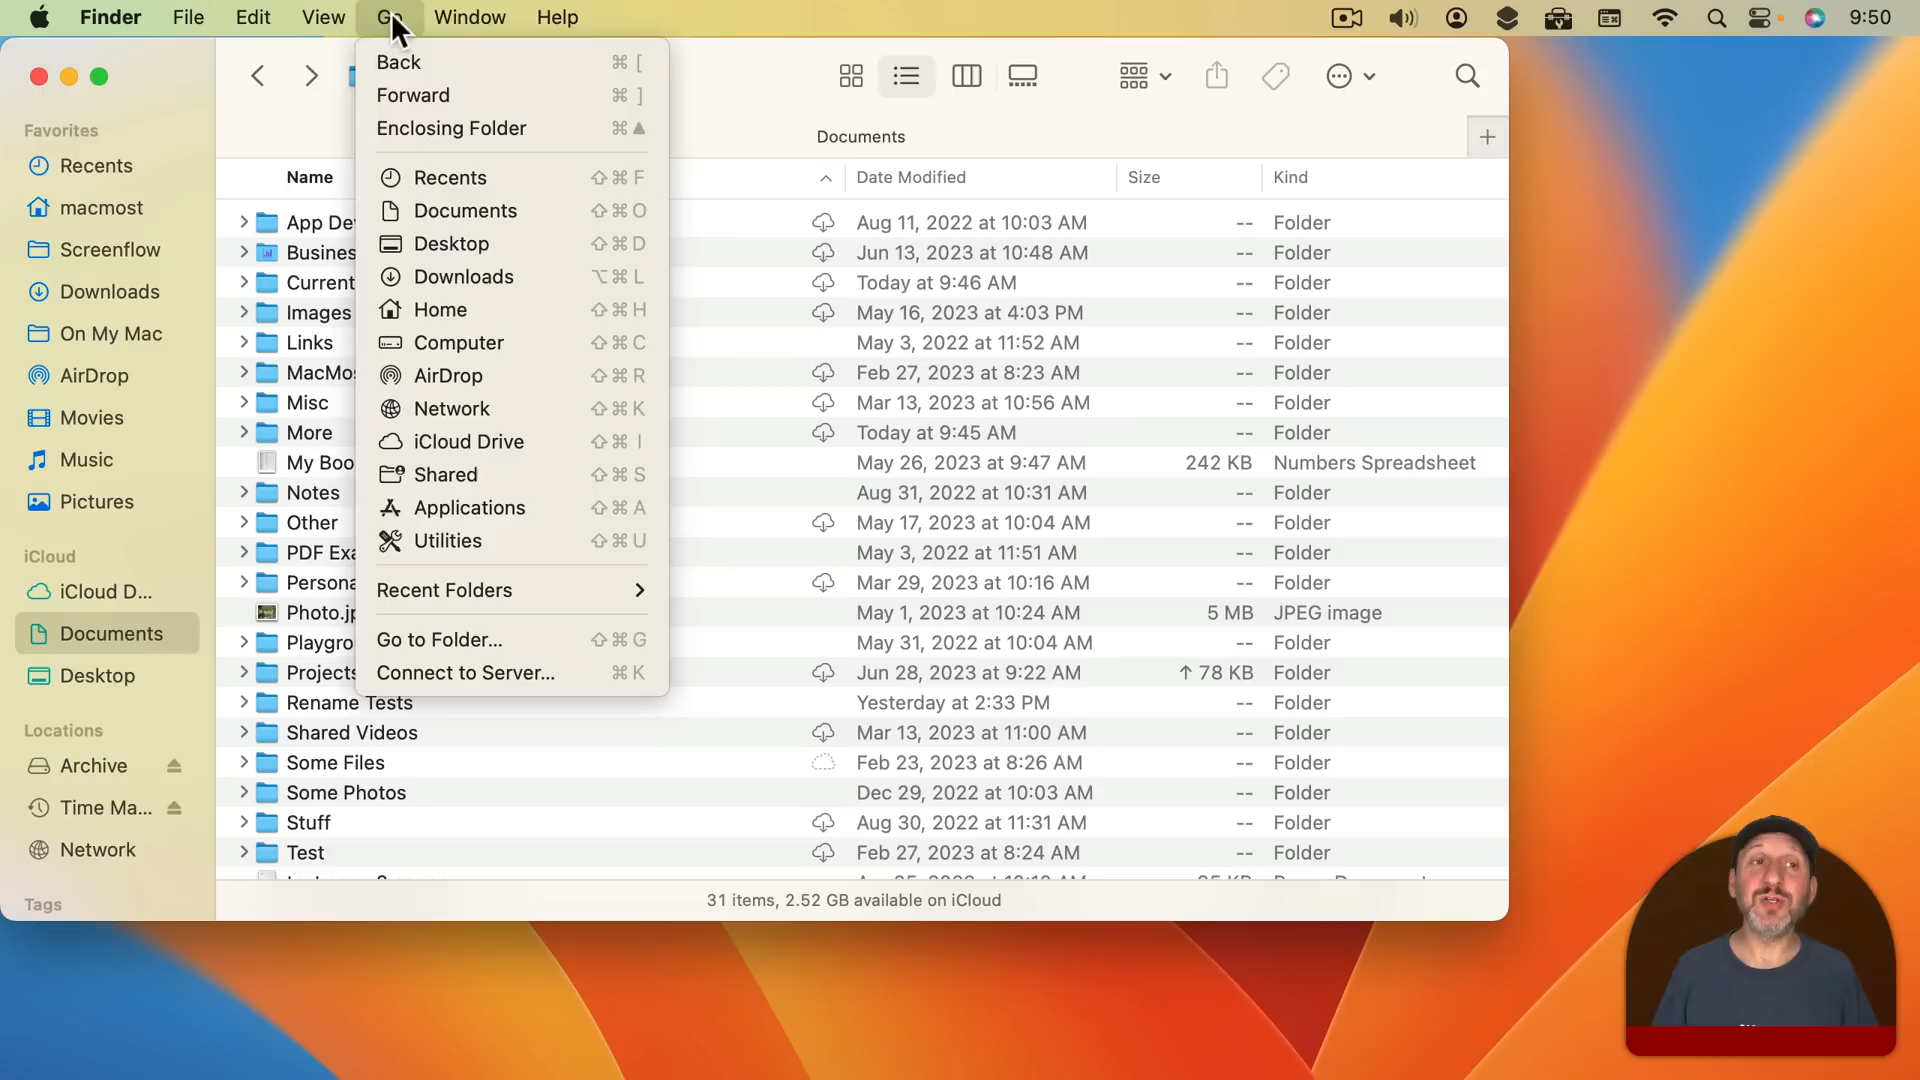 Finder File Edit View Go Window Help 9:50
Back ⌘ [
Forward ⌘ ]
Enclosing Folder ⌘ ▲
Recents ⇧ ⌘ F
Documents ⇧ ⌘ O
Desktop ⇧ ⌘ D
Downloads ⌥ ⌘ L
Home ⇧ ⌘ H
Computer ⇧ ⌘ C
AirDrop ⇧ ⌘ R
Network ⇧ ⌘ K
iCloud Drive ⇧ ⌘ I
Shared ⇧ ⌘ S
Applications ⇧ ⌘ A
Utilities ⇧ ⌘ U
Recent Folders
Go to Folder... ⇧ ⌘ G
Connect to Server... ⌘ K
Favorites
Recents
macmost
Screenflow
Downloads
On My Mac
AirDrop
Movies
Music
Pictures
iCloud
iCloud D...
Documents
Desktop
Locations
Archive
Time Ma...
Network
Tags
Documents
Name Date Modified Size Kind
App De Aug 11, 2022 at 10:03 AM -- Folder
Busines Jun 13, 2023 at 10:48 AM -- Folder
Current Today at 9:46 AM -- Folder
Images May 16, 2023 at 4:03 PM -- Folder
Links May 3, 2022 at 11:52 AM -- Folder
MacMos Feb 27, 2023 at 8:23 AM -- Folder
Misc Mar 13, 2023 at 10:56 AM -- Folder
More Today at 9:45 AM -- Folder
My Boo May 26, 2023 at 9:47 AM 242 KB Numbers Spreadsheet
Notes Aug 31, 2022 at 10:31 AM -- Folder
Other May 17, 2023 at 10:04 AM -- Folder
PDF Exa May 3, 2022 at 11:51 AM -- Folder
Persona Mar 29, 2023 at 10:16 AM -- Folder
Photo.jp May 1, 2023 at 10:24 AM 5 MB JPEG image
Playgro May 31, 2022 at 10:04 AM -- Folder
Projects Jun 28, 2023 at 9:22 AM ↑ 78 KB Folder
Rename Tests Yesterday at 2:33 PM -- Folder
Shared Videos Mar 13, 2023 at 11:00 AM -- Folder
Some Files Feb 23, 2023 at 8:26 AM -- Folder
Some Photos Dec 29, 2022 at 10:03 AM -- Folder
Stuff Aug 30, 2022 at 11:31 AM -- Folder
Test Feb 27, 2023 at 8:24 AM -- Folder
31 items, 2.52 GB available on iCloud